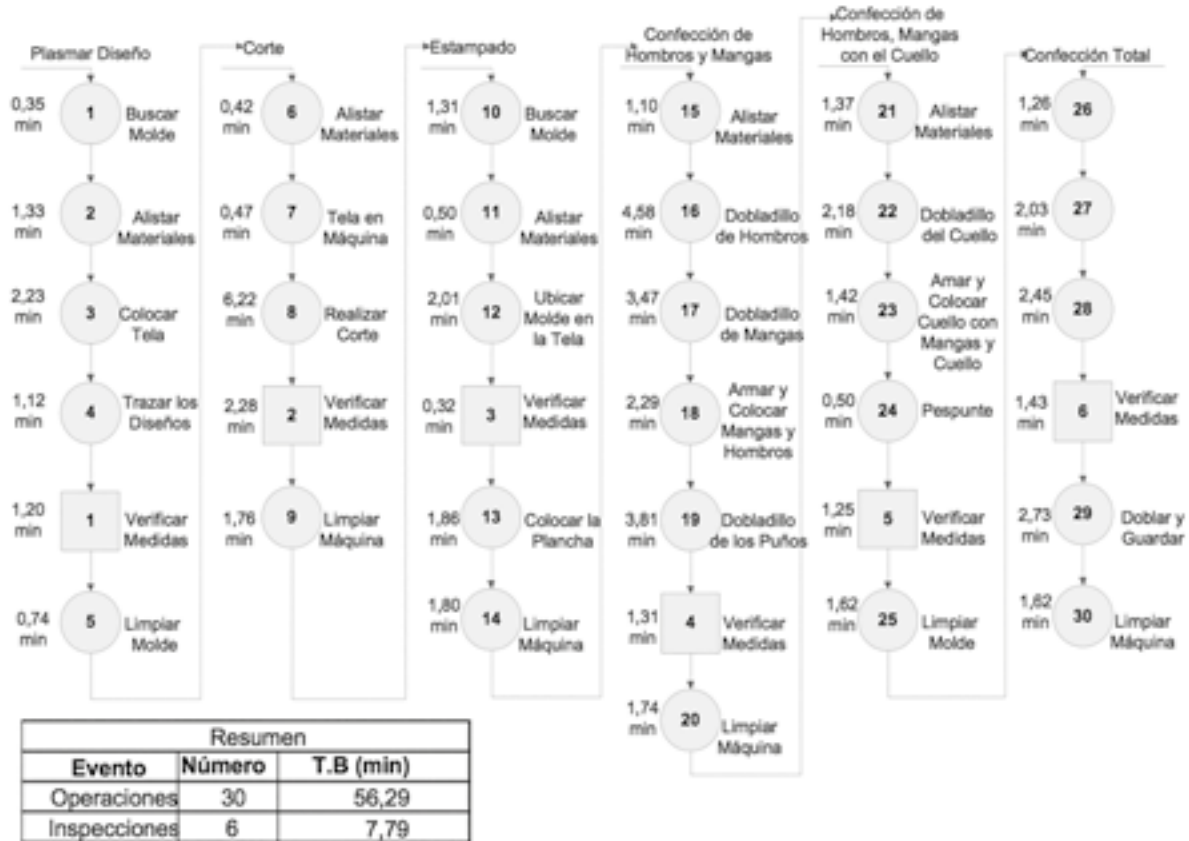 Plasmar Diseño
0,35
min
1
Buscar
Molde
1,33
min
2
Alistar
Materiales
2,23
min
3
Colocar
Tela
1,12
min
4
Trazar los
Diseños
1,20
min
1
Verificar
Medidas
0,74
min
5
Limpiar
Molde
Corte
0,42
min
6
Alistar
Materiales
0,47
min
7
Tela en
Máquina
6,22
min
8
Realizar
Corte
2,28
min
2
Verificar
Medidas
1,76
min
9
Limpiar
Máquina
Estampado
1,31
min
10
Buscar
Molde
0,50
min
11
Alistar
Materiales
2,01
min
12
Ubicar
Molde en
la Tela
0,32
min
3
Verificar
Medidas
1,86
min
13
Colocar la
Plancha
1,80
min
14
Limpiar
Máquina
Confección de
Hombros y Mangas
1,10
min
15
Alistar
Materiales
4,58
min
16
Dobladillo
de Hombros
3,47
min
17
Dobladillo
de Mangas
2,29
min
18
Armar y
Colocar
Mangas y
Hombros
3,81
min
19
Dobladillo
de los Puños
1,31
min
4
Verificar
Medidas
1,74
min
20
Limpiar
Máquina
Confección de
Hombros, Mangas
con el Cuello
1,37
min
21
Alistar
Materiales
2,18
min
22
Dobladillo
del Cuello
1,42
min
23
Amar y
Colocar
Cuello con
Mangas y
Cuello
0,50
min
24
Pespunte
1,25
min
5
Verificar
Medidas
1,62
min
25
Limpiar
Molde
Confección Total
1,26
min
26
2,03
min
27
2,45
min
28
1,43
min
6
Verificar
Medidas
2,73
min
29
Doblar y
Guardar
1,62
min
30
Limpiar
Máquina
Resumen
Evento Número T.B (min)
Operaciones 30 56,29
Inspecciones 6 7,79